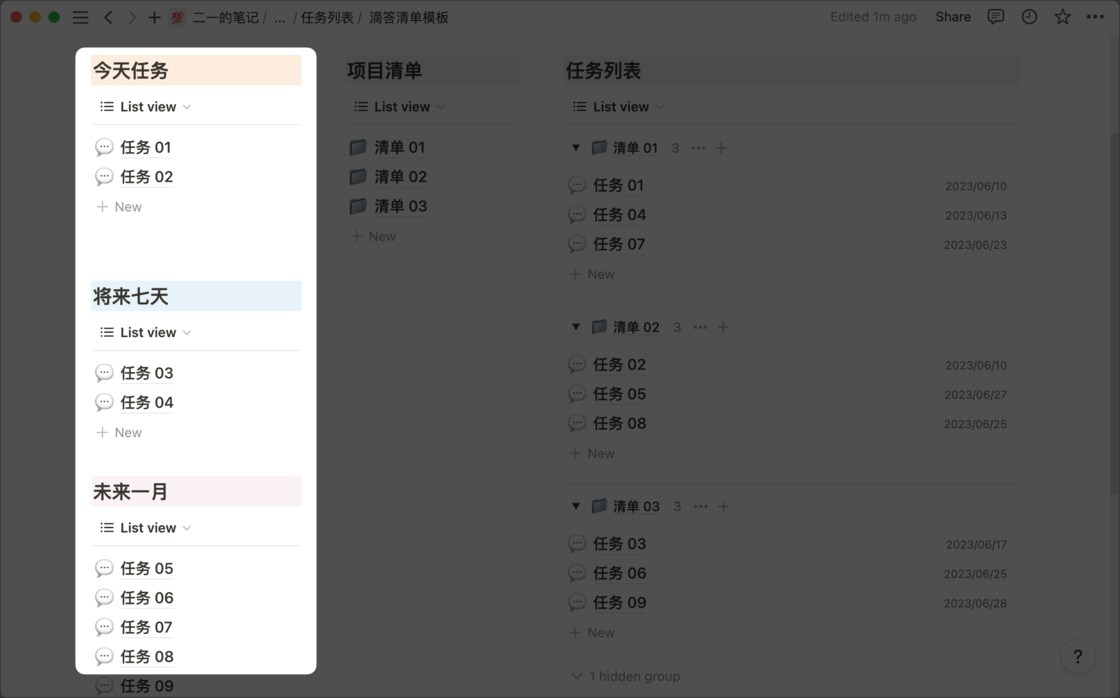 二一的笔记 / ... / 任务列表 / 滴答清单模板
Edited 1m ago Share
今天任务
List view
任务 01
任务 02
New
将来七天
List view
任务 03
任务 04
New
未来一月
List view
任务 05
任务 06
任务 07
任务 08
任务 09
项目清单
List view
清单 01
清单 02
清单 03
New
任务列表
List view
清单 01 3
任务 01 2023/06/10
任务 04 2023/06/13
任务 07 2023/06/23
New
清单 02 3
任务 02 2023/06/10
任务 05 2023/06/27
任务 08 2023/06/25
New
清单 03 3
任务 03 2023/06/17
任务 06 2023/06/25
任务 09 2023/06/28
New
1 hidden group
?